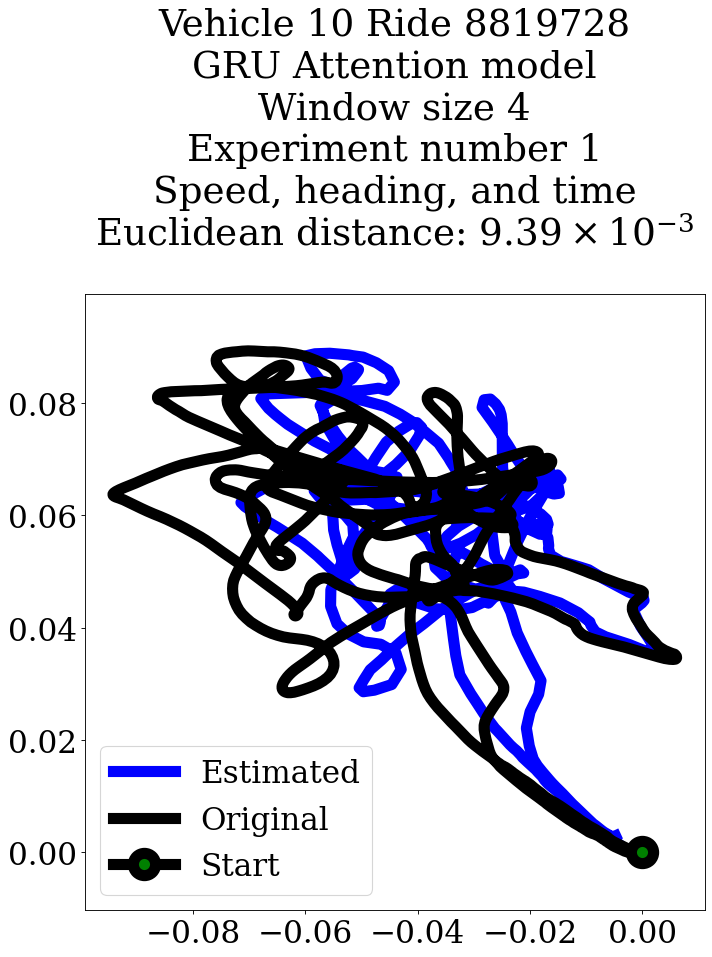 Vehicle 10 Ride 8819728
GRU Attention model
Window size 4
Experiment number 1
Speed, heading, and time
Euclidean distance: 9.39 × 10⁻³
0.08
0.06
0.04
0.02
0.00
Estimated
Original
Start
−0.08 −0.06 −0.04 −0.02 0.00